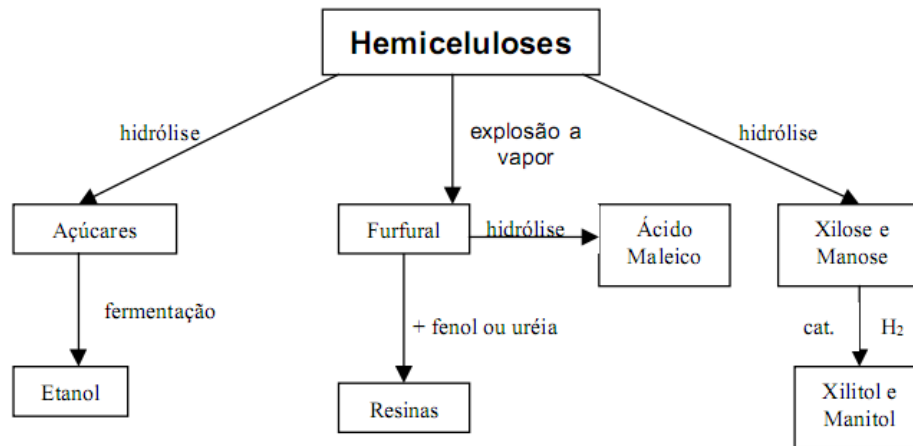 Hemiceluloses
hidrólise
explosão a
vapor
hidrólise
Açúcares
Furfural
hidrólise
Ácido
Maleico
Xilose e
Manose
fermentação
+ fenol ou uréia
cat.
H₂
Etanol
Resinas
Xilitol e
Manitol